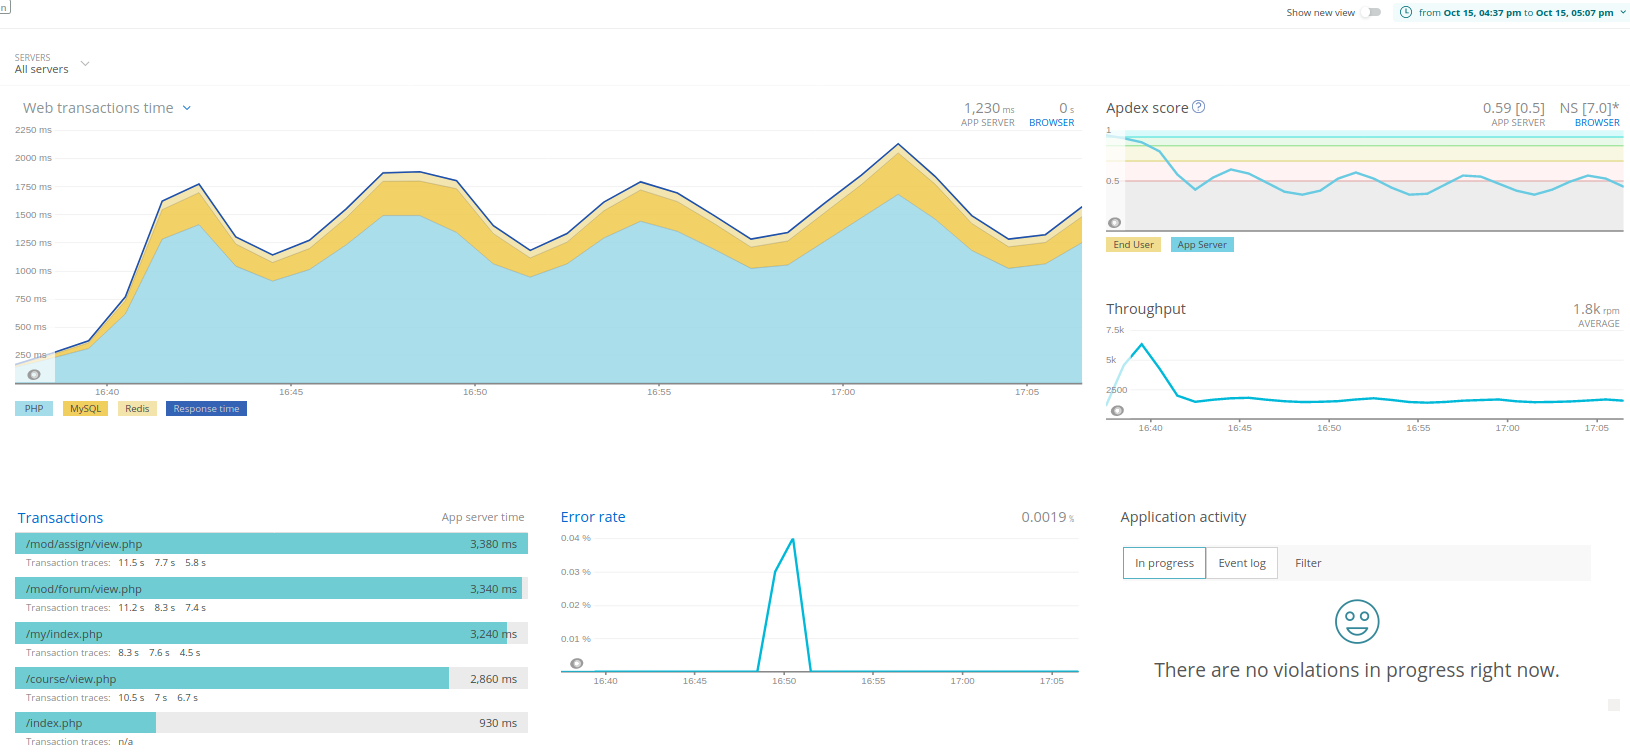 n
Show new view
from Oct 15, 04:37 pm to Oct 15, 05:07 pm
SERVERS
All servers
Web transactions time
1,230 ms
APP SERVER
0 s
BROWSER
2250 ms
2000 ms
1750 ms
1500 ms
1250 ms
1000 ms
750 ms
500 ms
250 ms
16:40 16:45 16:50 16:55 17:00 17:05
PHP MySQL Redis Response time
Apdex score ?
0.59 [0.5]
APP SERVER
NS [7.0]*
BROWSER
1
0.5
End User App Server
Throughput
1.8k rpm
AVERAGE
7.5k
5k
2500
16:40 16:45 16:50 16:55 17:00 17:05
Transactions App server time
/mod/assign/view.php 3,380 ms
Transaction traces: 11.5 s 7.7 s 5.8 s
/mod/forum/view.php 3,340 ms
Transaction traces: 11.2 s 8.3 s 7.4 s
/my/index.php 3,240 ms
Transaction traces: 8.3 s 7.6 s 4.5 s
/course/view.php 2,860 ms
Transaction traces: 10.5 s 7 s 6.7 s
/index.php 930 ms
Transaction traces: n/a
Error rate 0.0019 %
0.04 %
0.03 %
0.02 %
0.01 %
16:40 16:45 16:50 16:55 17:00 17:05
Application activity
In progress Event log Filter
There are no violations in progress right now.